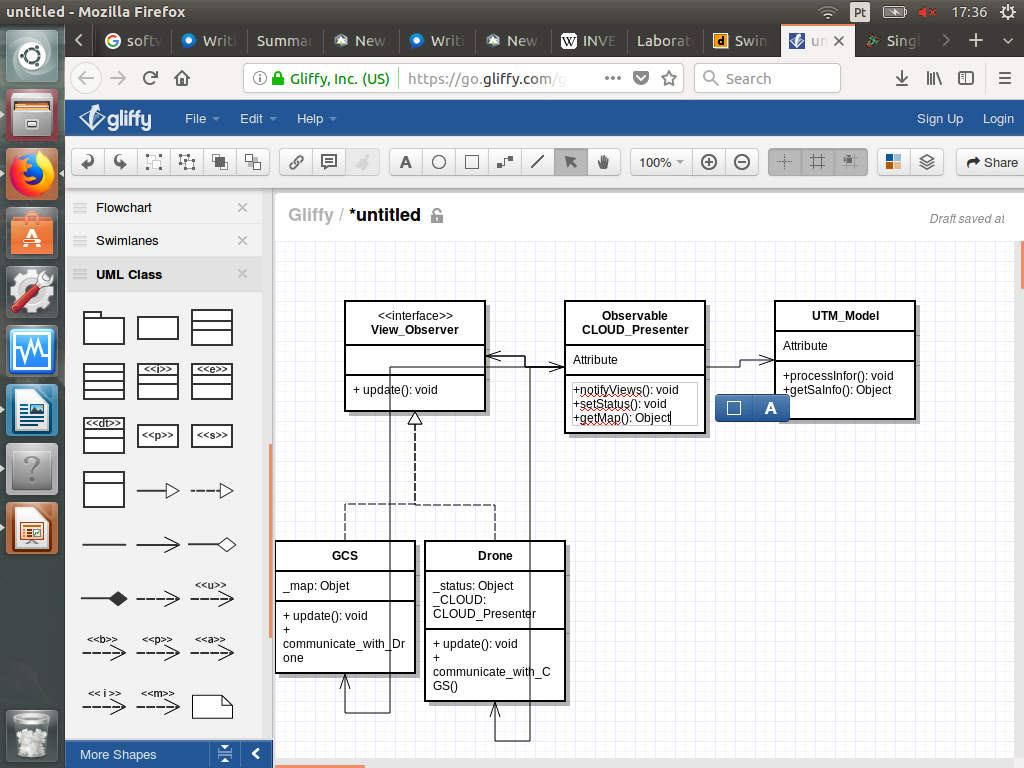 untitled - Mozilla Firefox
Pt
17:36
softw
Writi
Summar
New
Writi
New
INVE
Laborat
Swin
un
Singl
Gliffy, Inc. (US)
https://go.gliffy.com/g
Search
gliffy
File
Edit
Help
Sign Up
Login
A
100%
Share
Flowchart
Swimlanes
UML Class
Gliffy / *untitled
Draft saved at
<<i>>
<<e>>
<<dt>>
<<p>>
<<s>>
<<u>>
<<b>>
<<p>>
<<a>>
<< i >>
<<m>>
More Shapes
<<interface>>
View_Observer
+ update(): void
Observable
CLOUD_Presenter
Attribute
+notifyViews(): void
+setStatus(): void
+getMap(): Object
A
UTM_Model
Attribute
+processInfor(): void
+getSaInfo(): Object
GCS
_map: Objet
+ update(): void
+
communicate_with_Dr
one
Drone
_status: Object
_CLOUD:
CLOUD_Presenter
+ update(): void
+
communicate_with_C
GS()